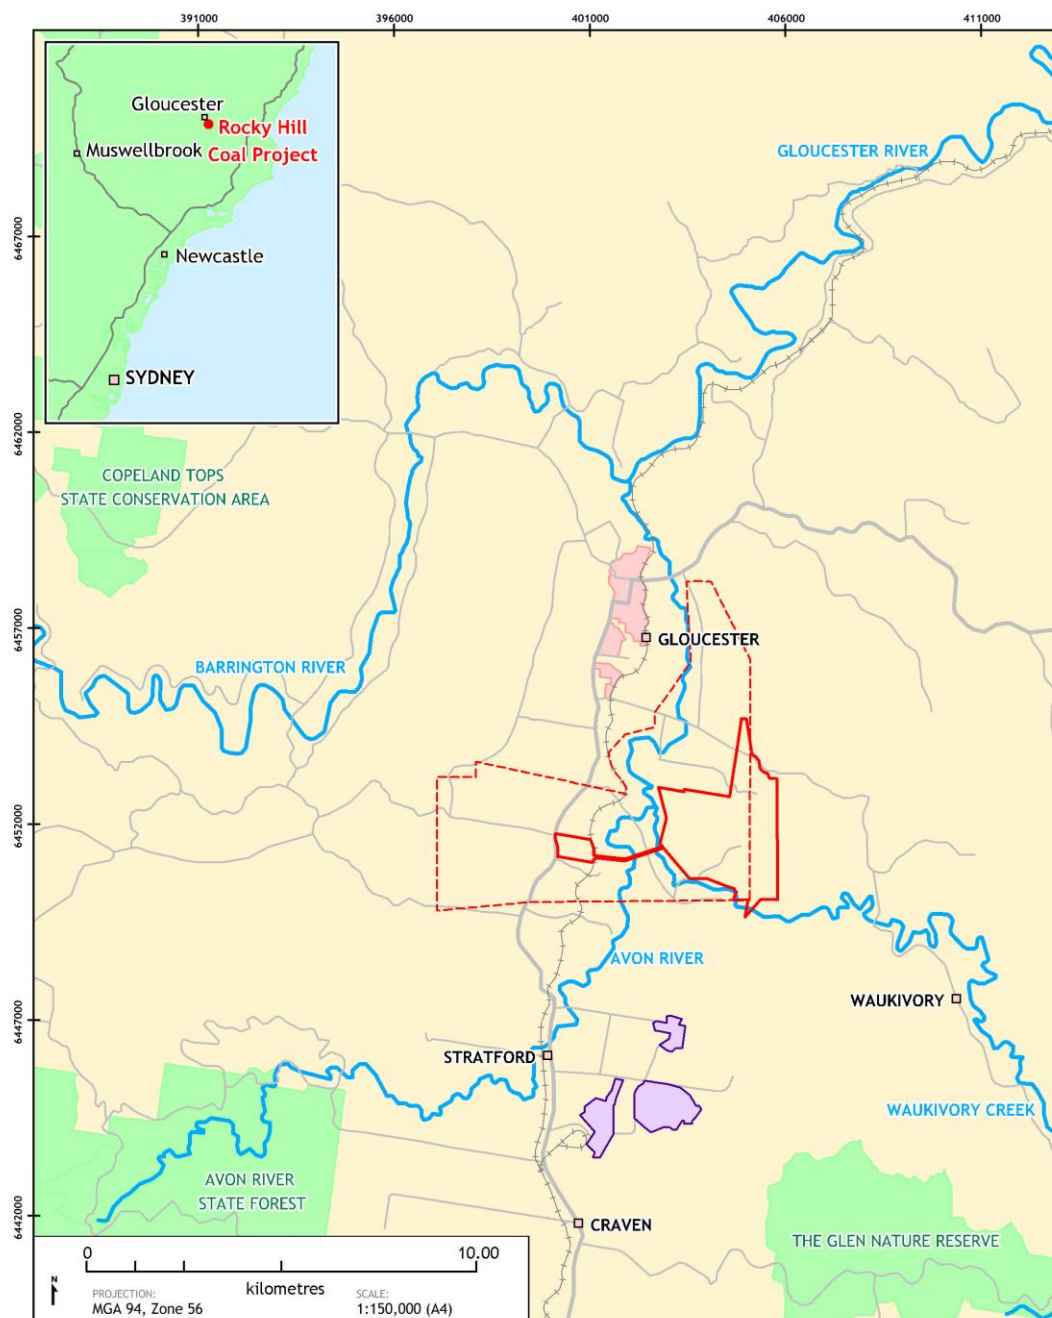 391000
396000
401000
406000
411000
Gloucester
Rocky Hill
Coal Project
Muswellbrook
Newcastle
SYDNEY
GLOUCESTER RIVER
6467000
6462000
COPELAND TOPS
STATE CONSERVATION AREA
6457000
GLOUCESTER
BARRINGTON RIVER
6452000
AVON RIVER
WAUKIVORY
6447000
STRATFORD
WAUKIVORY CREEK
AVON RIVER
STATE FOREST
6442000
CRAVEN
THE GLEN NATURE RESERVE
0
10.00
kilometres
N
PROJECTION:
MGA 94, Zone 56
SCALE:
1:150,000 (A4)